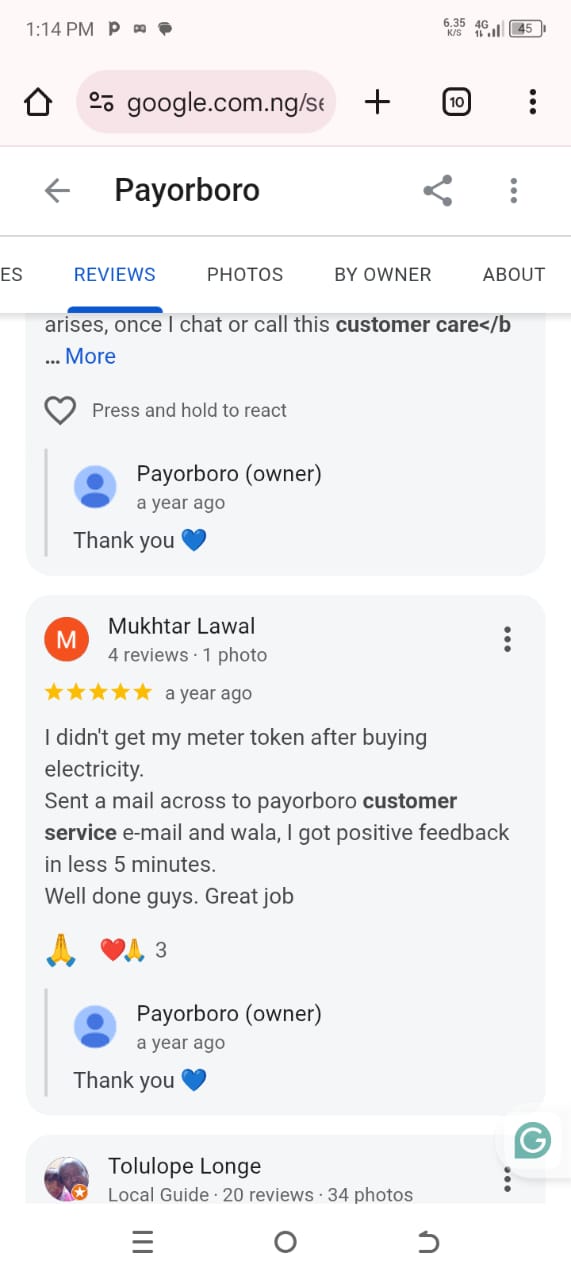 1:14 PM
6.35 K/S 4G 45
google.com.ng/se
10
Payorboro
ES REVIEWS PHOTOS BY OWNER ABOUT
arises, once I chat or call this customer care</b
... More
Press and hold to react
Payorboro (owner)
a year ago
Thank you 💙
M
Mukhtar Lawal
4 reviews · 1 photo
a year ago
I didn't get my meter token after buying
electricity.
Sent a mail across to payorboro customer
service e-mail and wala, I got positive feedback
in less 5 minutes.
Well done guys. Great job
🙏 ❤️🙏 3
Payorboro (owner)
a year ago
Thank you 💙
Tolulope Longe
Local Guide · 20 reviews · 34 photos